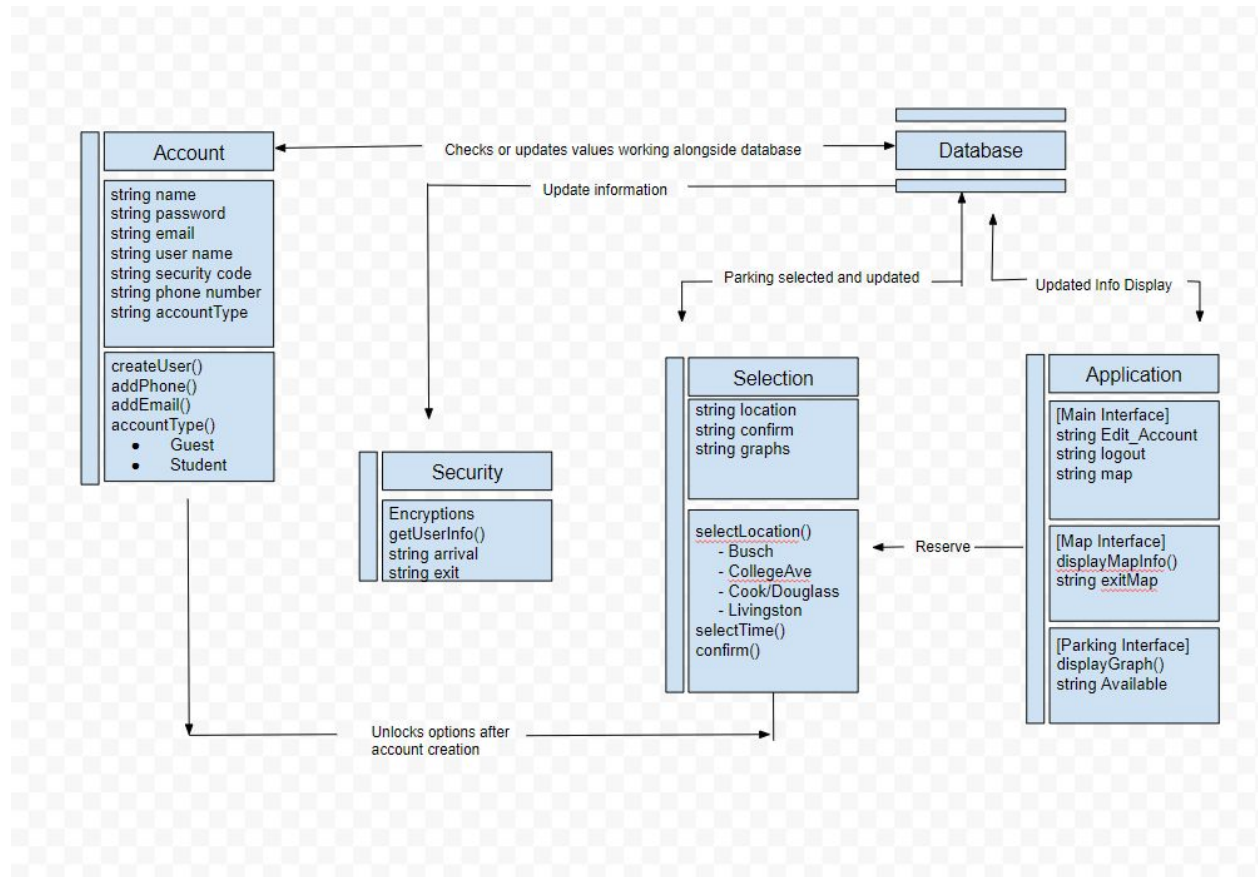 Account
string name
string password
string email
string user name
string security code
string phone number
string accountType
createUser()
addPhone()
addEmail()
accountType()
● Guest
● Student
Checks or updates values working alongside database
Database
Update information
Parking selected and updated
Updated Info Display
Security
Encryptions
getUserInfo()
string arrival
string exit
Selection
string location
string confirm
string graphs
selectLocation()
- Busch
- CollegeAve
- Cook/Douglass
- Livingston
selectTime()
confirm()
Reserve
Application
[Main Interface]
string Edit_Account
string logout
string map
[Map Interface]
displayMapInfo()
string exitMap
[Parking Interface]
displayGraph()
string Available
Unlocks options after
account creation